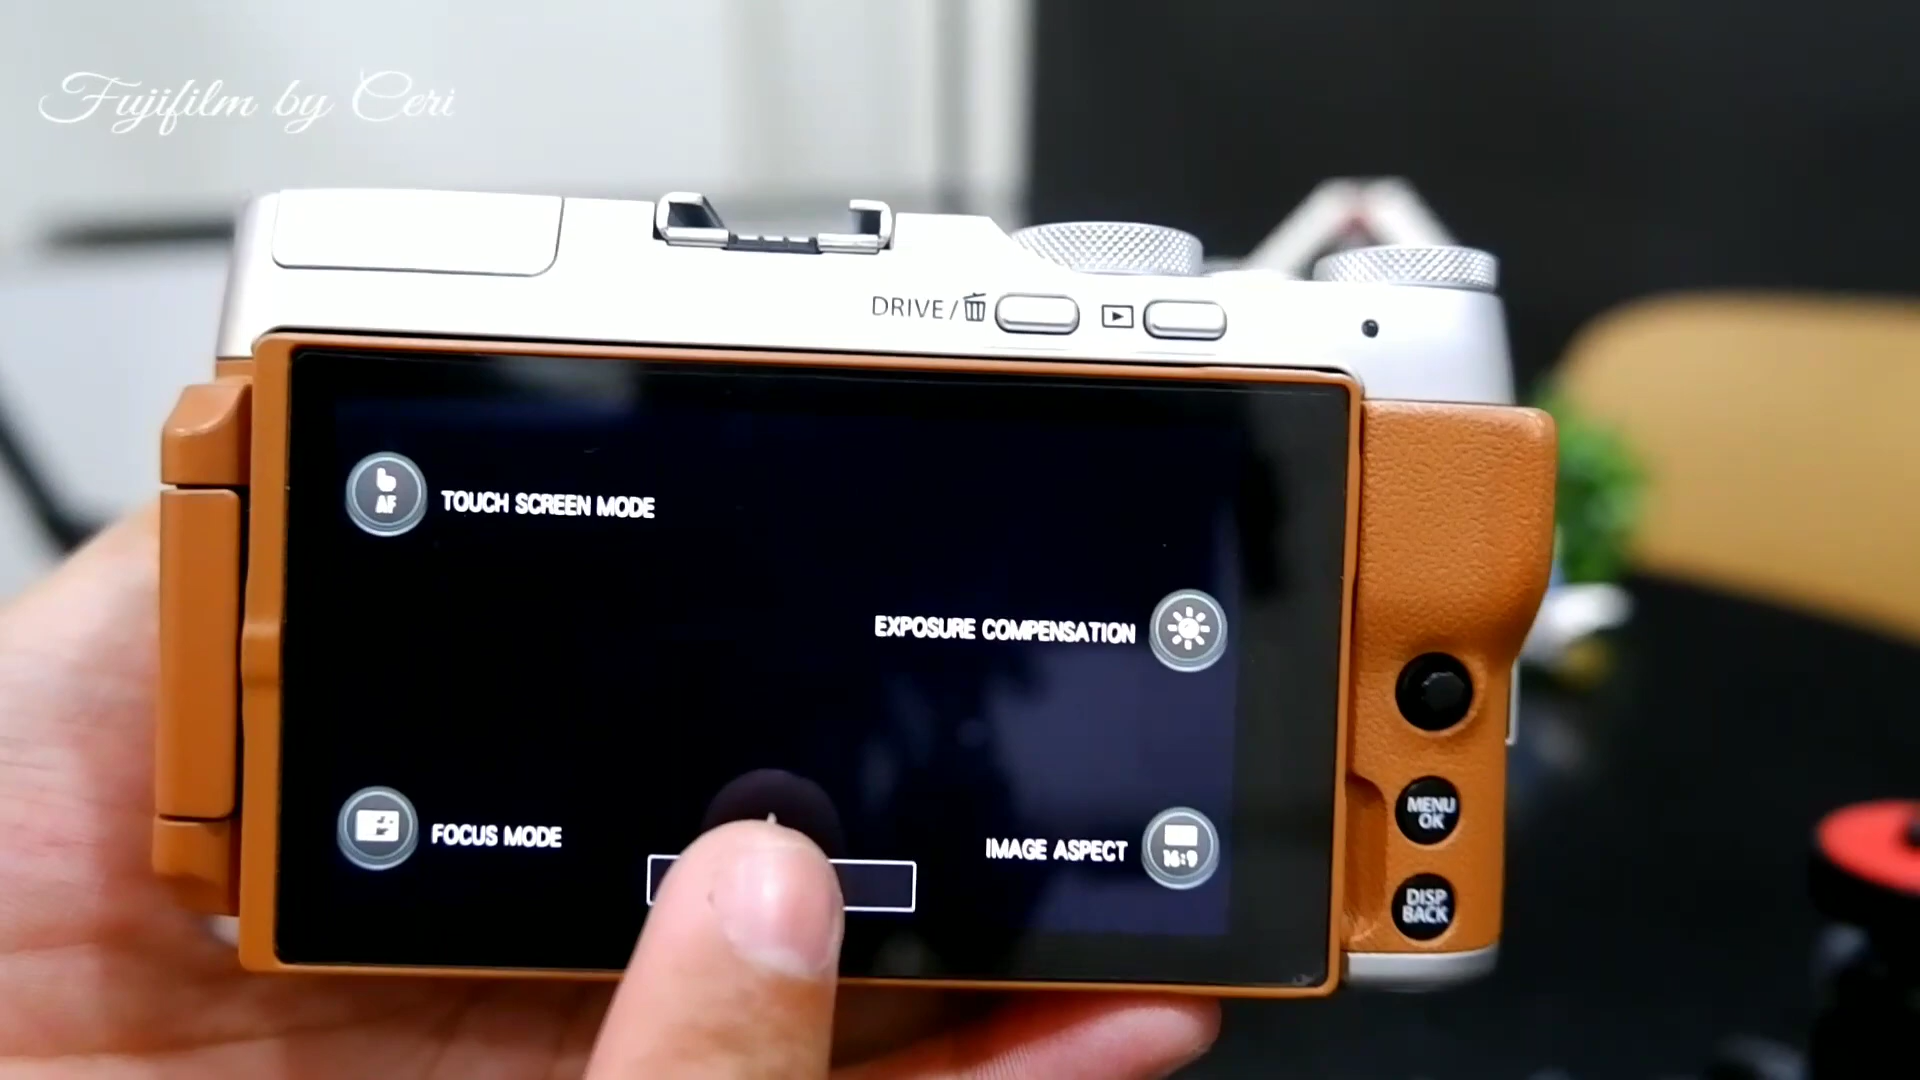 Fujifilm by Ceri
DRIVE/
AF
TOUCH SCREEN MODE
EXPOSURE COMPENSATION
FOCUS MODE
IMAGE ASPECT
16:9
MENU
OK
DISP
BACK